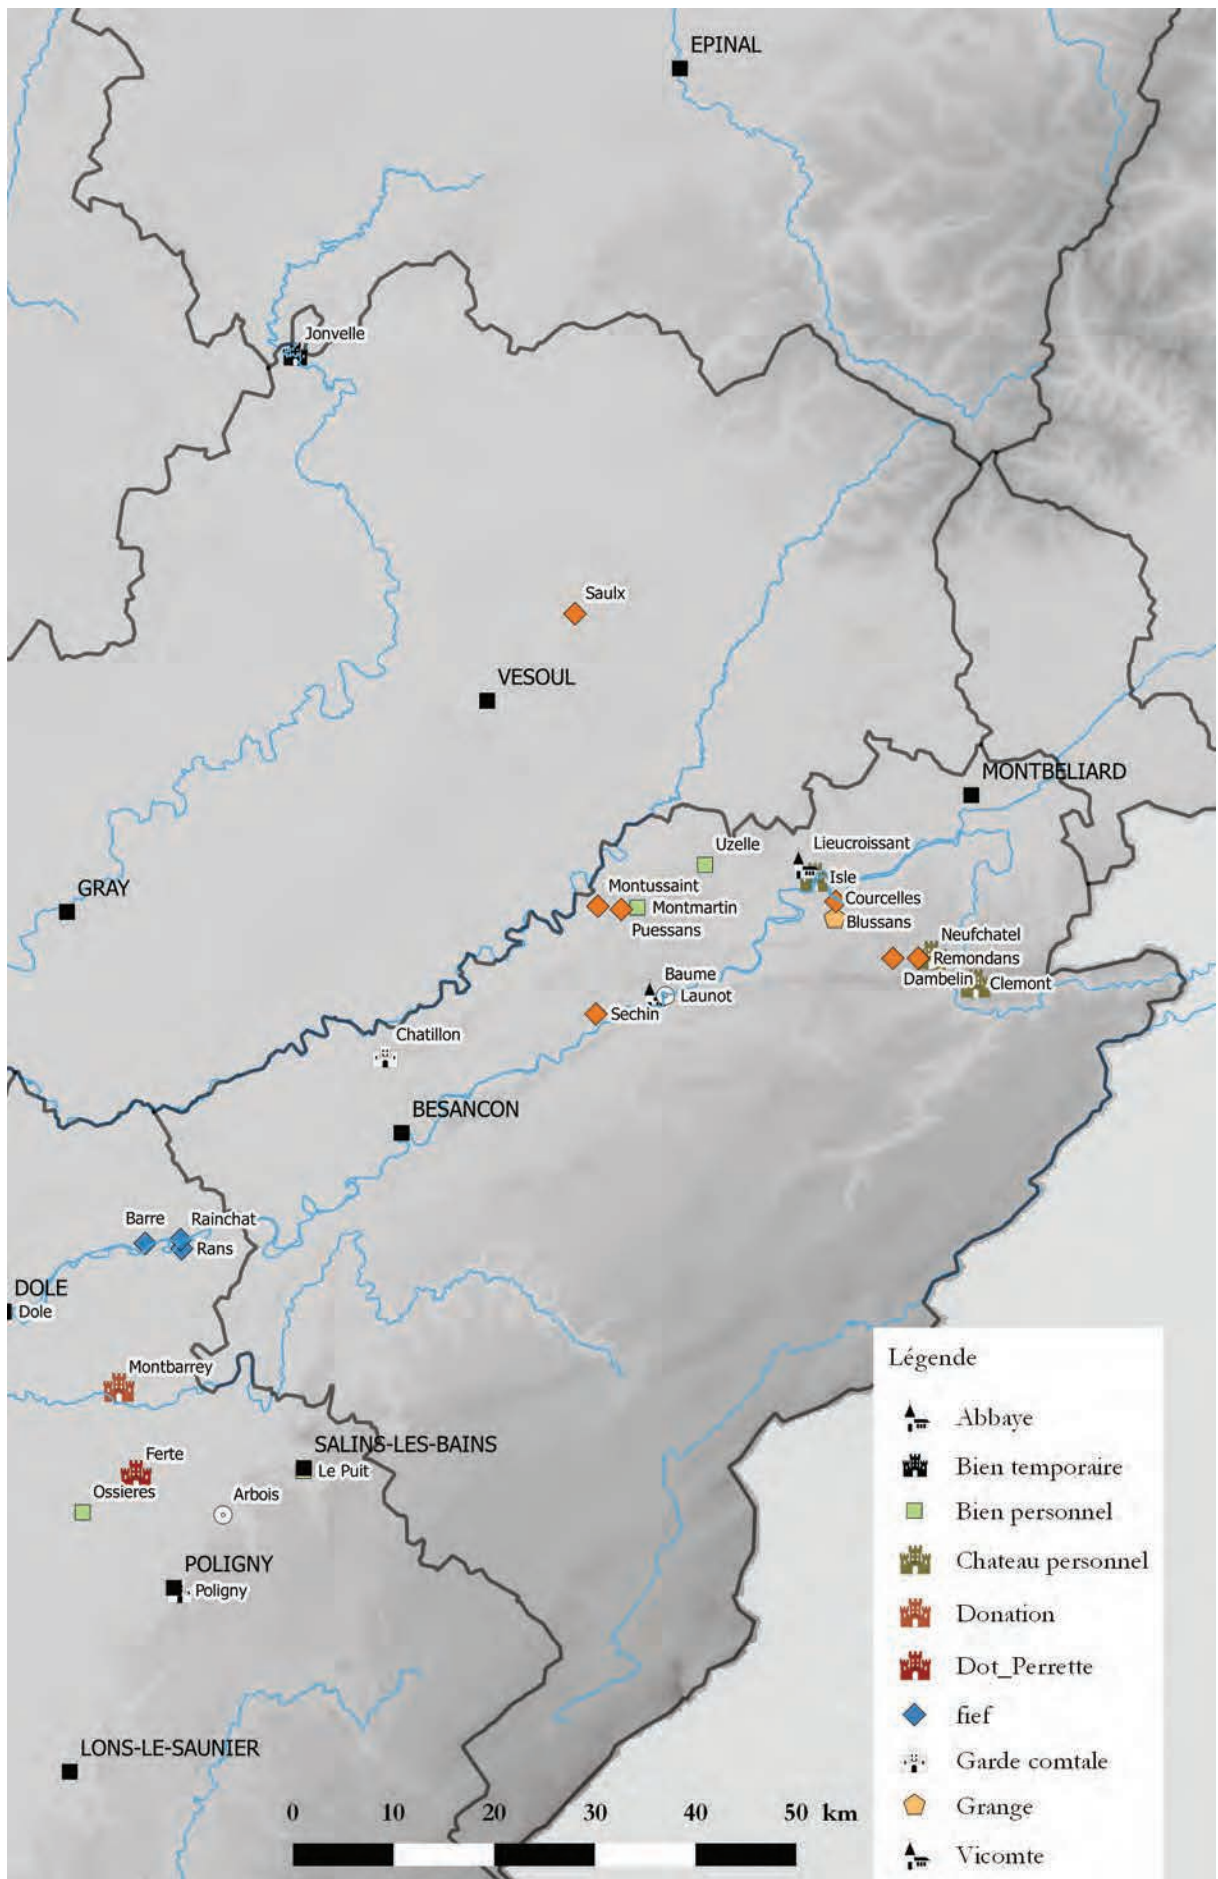 EPINAL
Jonvelle
Saulx
VESOUL
MONTBELIARD
Uzelle
Lieucroissant
Isle
GRAY
Montussaint
Courcelles
Montmartin
Blussans
Puessans
Neufchatel
Remondans
Baume
Dambelin
Clemont
Launot
Sechin
Chatillon
BESANCON
Barre
Rainchat
Rans
DOLE
Dole
Légende
Montbarrey
Abbaye
SALINS-LES-BAINS
Ferte
Le Puit
Bien temporaire
Ossieres
Arbois
Bien personnel
POLIGNY
Chateau personnel
Poligny
Donation
Dot_Perrette
fief
LONS-LE-SAUNIER
Garde comtale
0 10 20 30 40 50 km
Grange
Vicomte